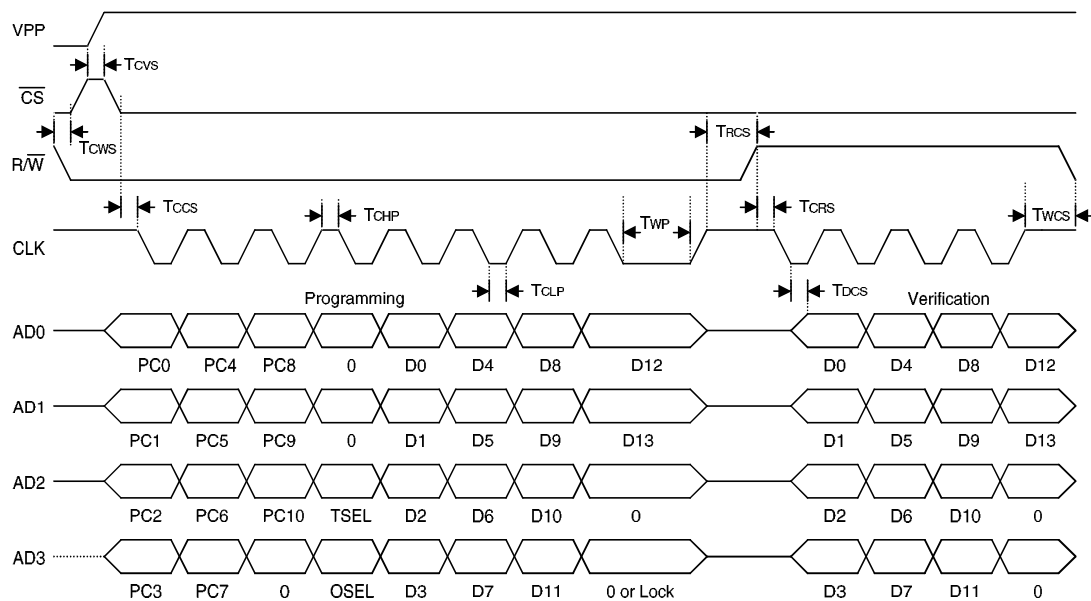 VPP
TCVS
CS
TCWS
TRCS
R/W
TCCS
TCHP
TWP
TCRS
TWCS
CLK
TCLP
TDCS
Programming
Verification
AD0
PC0 PC4 PC8 0 D0 D4 D8 D12 D0 D4 D8 D12
AD1
PC1 PC5 PC9 0 D1 D5 D9 D13 D1 D5 D9 D13
AD2
PC2 PC6 PC10 TSEL D2 D6 D10 0 D2 D6 D10 0
AD3
PC3 PC7 0 OSEL D3 D7 D11 0 or Lock D3 D7 D11 0